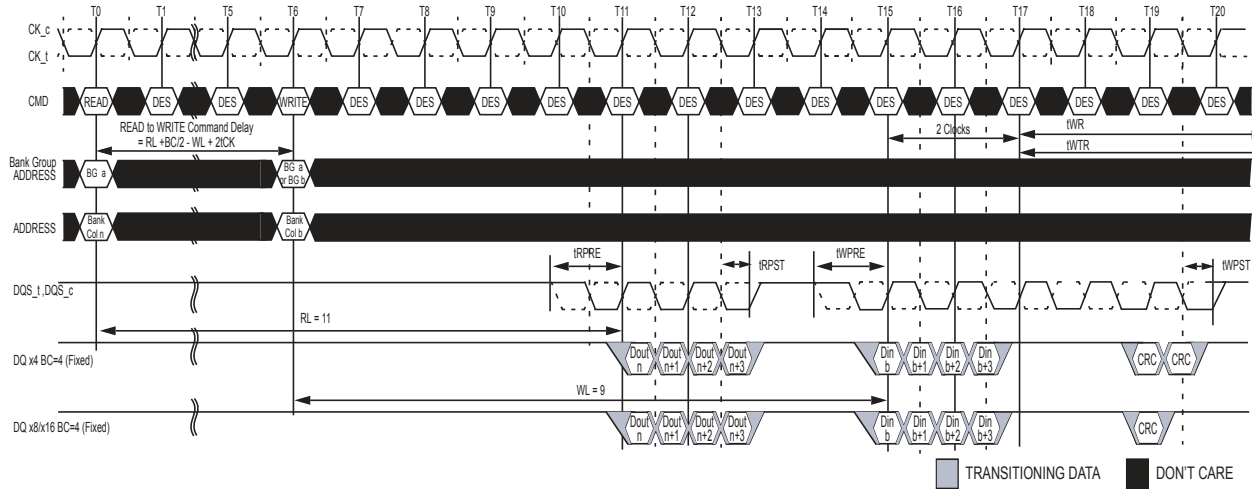 T0 T1 T5 T6 T7 T8 T9 T10 T11 T12 T13 T14 T15 T16 T17 T18 T19 T20
CK_c
CK_t
CMD READ DES DES WRITE DES DES DES DES DES DES DES DES DES DES DES DES DES DES
READ to WRITE Command Delay
= RL +BC/2 - WL + 2tCK
2 Clocks
tWR
tWTR
Bank Group
ADDRESS
BG a
BG a
or BG b
ADDRESS
Bank
Col n
Bank
Col b
tRPRE tRPST tWPRE tWPST
DQS_t ,DQS_c
RL = 11
DQ x4 BC=4 (Fixed)
Dout Dout Dout Dout Din Din Din Din
n n+1 n+2 n+3 b b+1 b+2 b+3
CRC CRC
WL = 9
DQ x8/x16 BC=4 (Fixed)
Dout Dout Dout Dout Din Din Din Din
n n+1 n+2 n+3 b b+1 b+2 b+3
CRC
TRANSITIONING DATA DON'T CARE